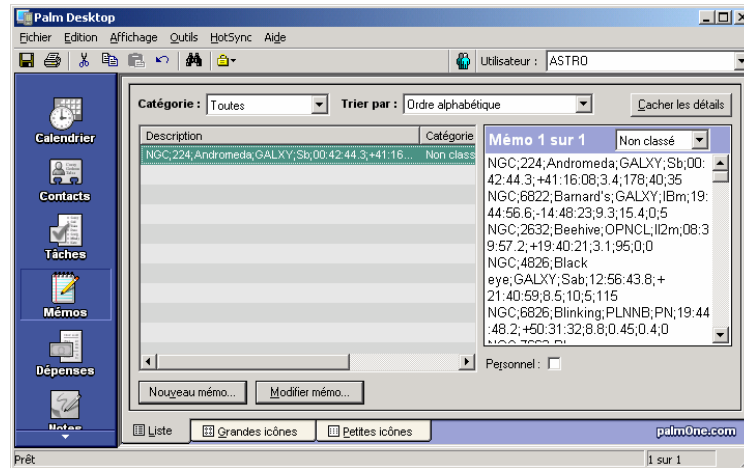 Palm Desktop
Fichier Edition Affichage Outils HotSync Aide
Utilisateur : ASTRO
Calendrier
Contacts
Tâches
Mémos
Dépenses
Notes
Catégorie : Toutes Trier par : Ordre alphabétique Cacher les détails
Description Catégorie
NGC;224;Andromeda;GALXY;Sb;00:42:44.3;+41:16... Non class
Mémo 1 sur 1 Non classé
NGC;224;Andromeda;GALXY;Sb;00:
42:44.3;+41:16:08;3.4;178;40;35
NGC;6822;Barnard's;GALXY;IBm;19:
44:56.6;-14:48:23;9.3;15.4;0;5
NGC;2632;Beehive;OPNCL;II2m;08:3
9:57.2;+19:40:21;3.1;95;0;0
NGC;4826;Black
eye;GALXY;Sab;12:56:43.8;+
21:40:59;8.5;10;5;115
NGC;6826;Blinking;PLNNB;PN;19:44
:48.2;+50:31:32;8.8;0.45;0.4;0
Personnel :
Nouveau mémo... Modifier mémo...
Liste Grandes icônes Petites icônes palmOne.com
Prêt 1 sur 1